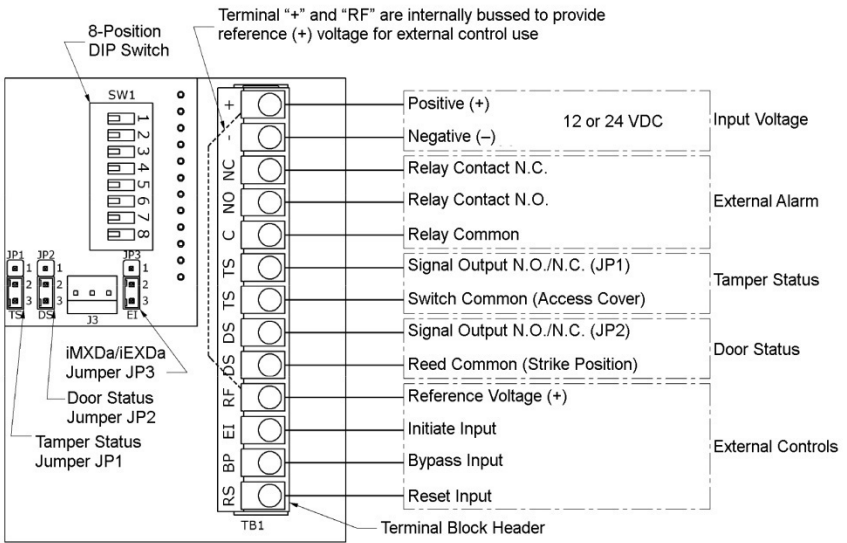 Terminal “+” and “RF” are internally bussed to provide
reference (+) voltage for external control use
8-Position
DIP Switch
SW1
1
2
3
4
5
6
7
8
JP1
1
2
3
TS
JP2
1
2
3
DS
J3
JP3
1
2
3
EI
iMXDa/iEXDa
Jumper JP3
Door Status
Jumper JP2
Tamper Status
Jumper JP1
+
-
NC
NO
C
TS
TS
DS
DS
RF
EI
BP
RS
TB1
Positive (+)
Negative (–)
12 or 24 VDC
Input Voltage
Relay Contact N.C.
Relay Contact N.O.
Relay Common
External Alarm
Signal Output N.O./N.C. (JP1)
Switch Common (Access Cover)
Tamper Status
Signal Output N.O./N.C. (JP2)
Reed Common (Strike Position)
Door Status
Reference Voltage (+)
Initiate Input
Bypass Input
Reset Input
External Controls
Terminal Block Header